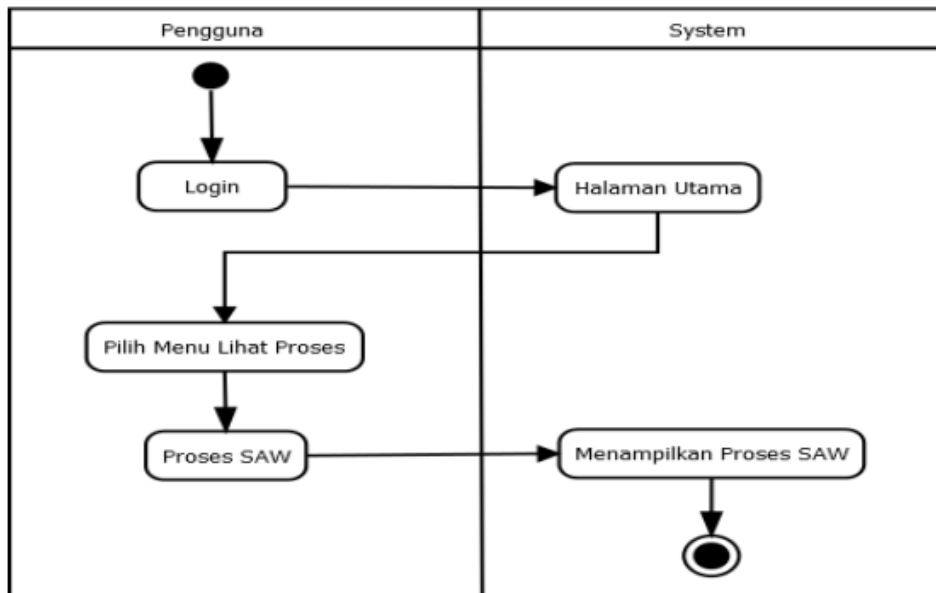 Pengguna
System
Login
Halaman Utama
Pilih Menu Lihat Proses
Proses SAW
Menampilkan Proses SAW